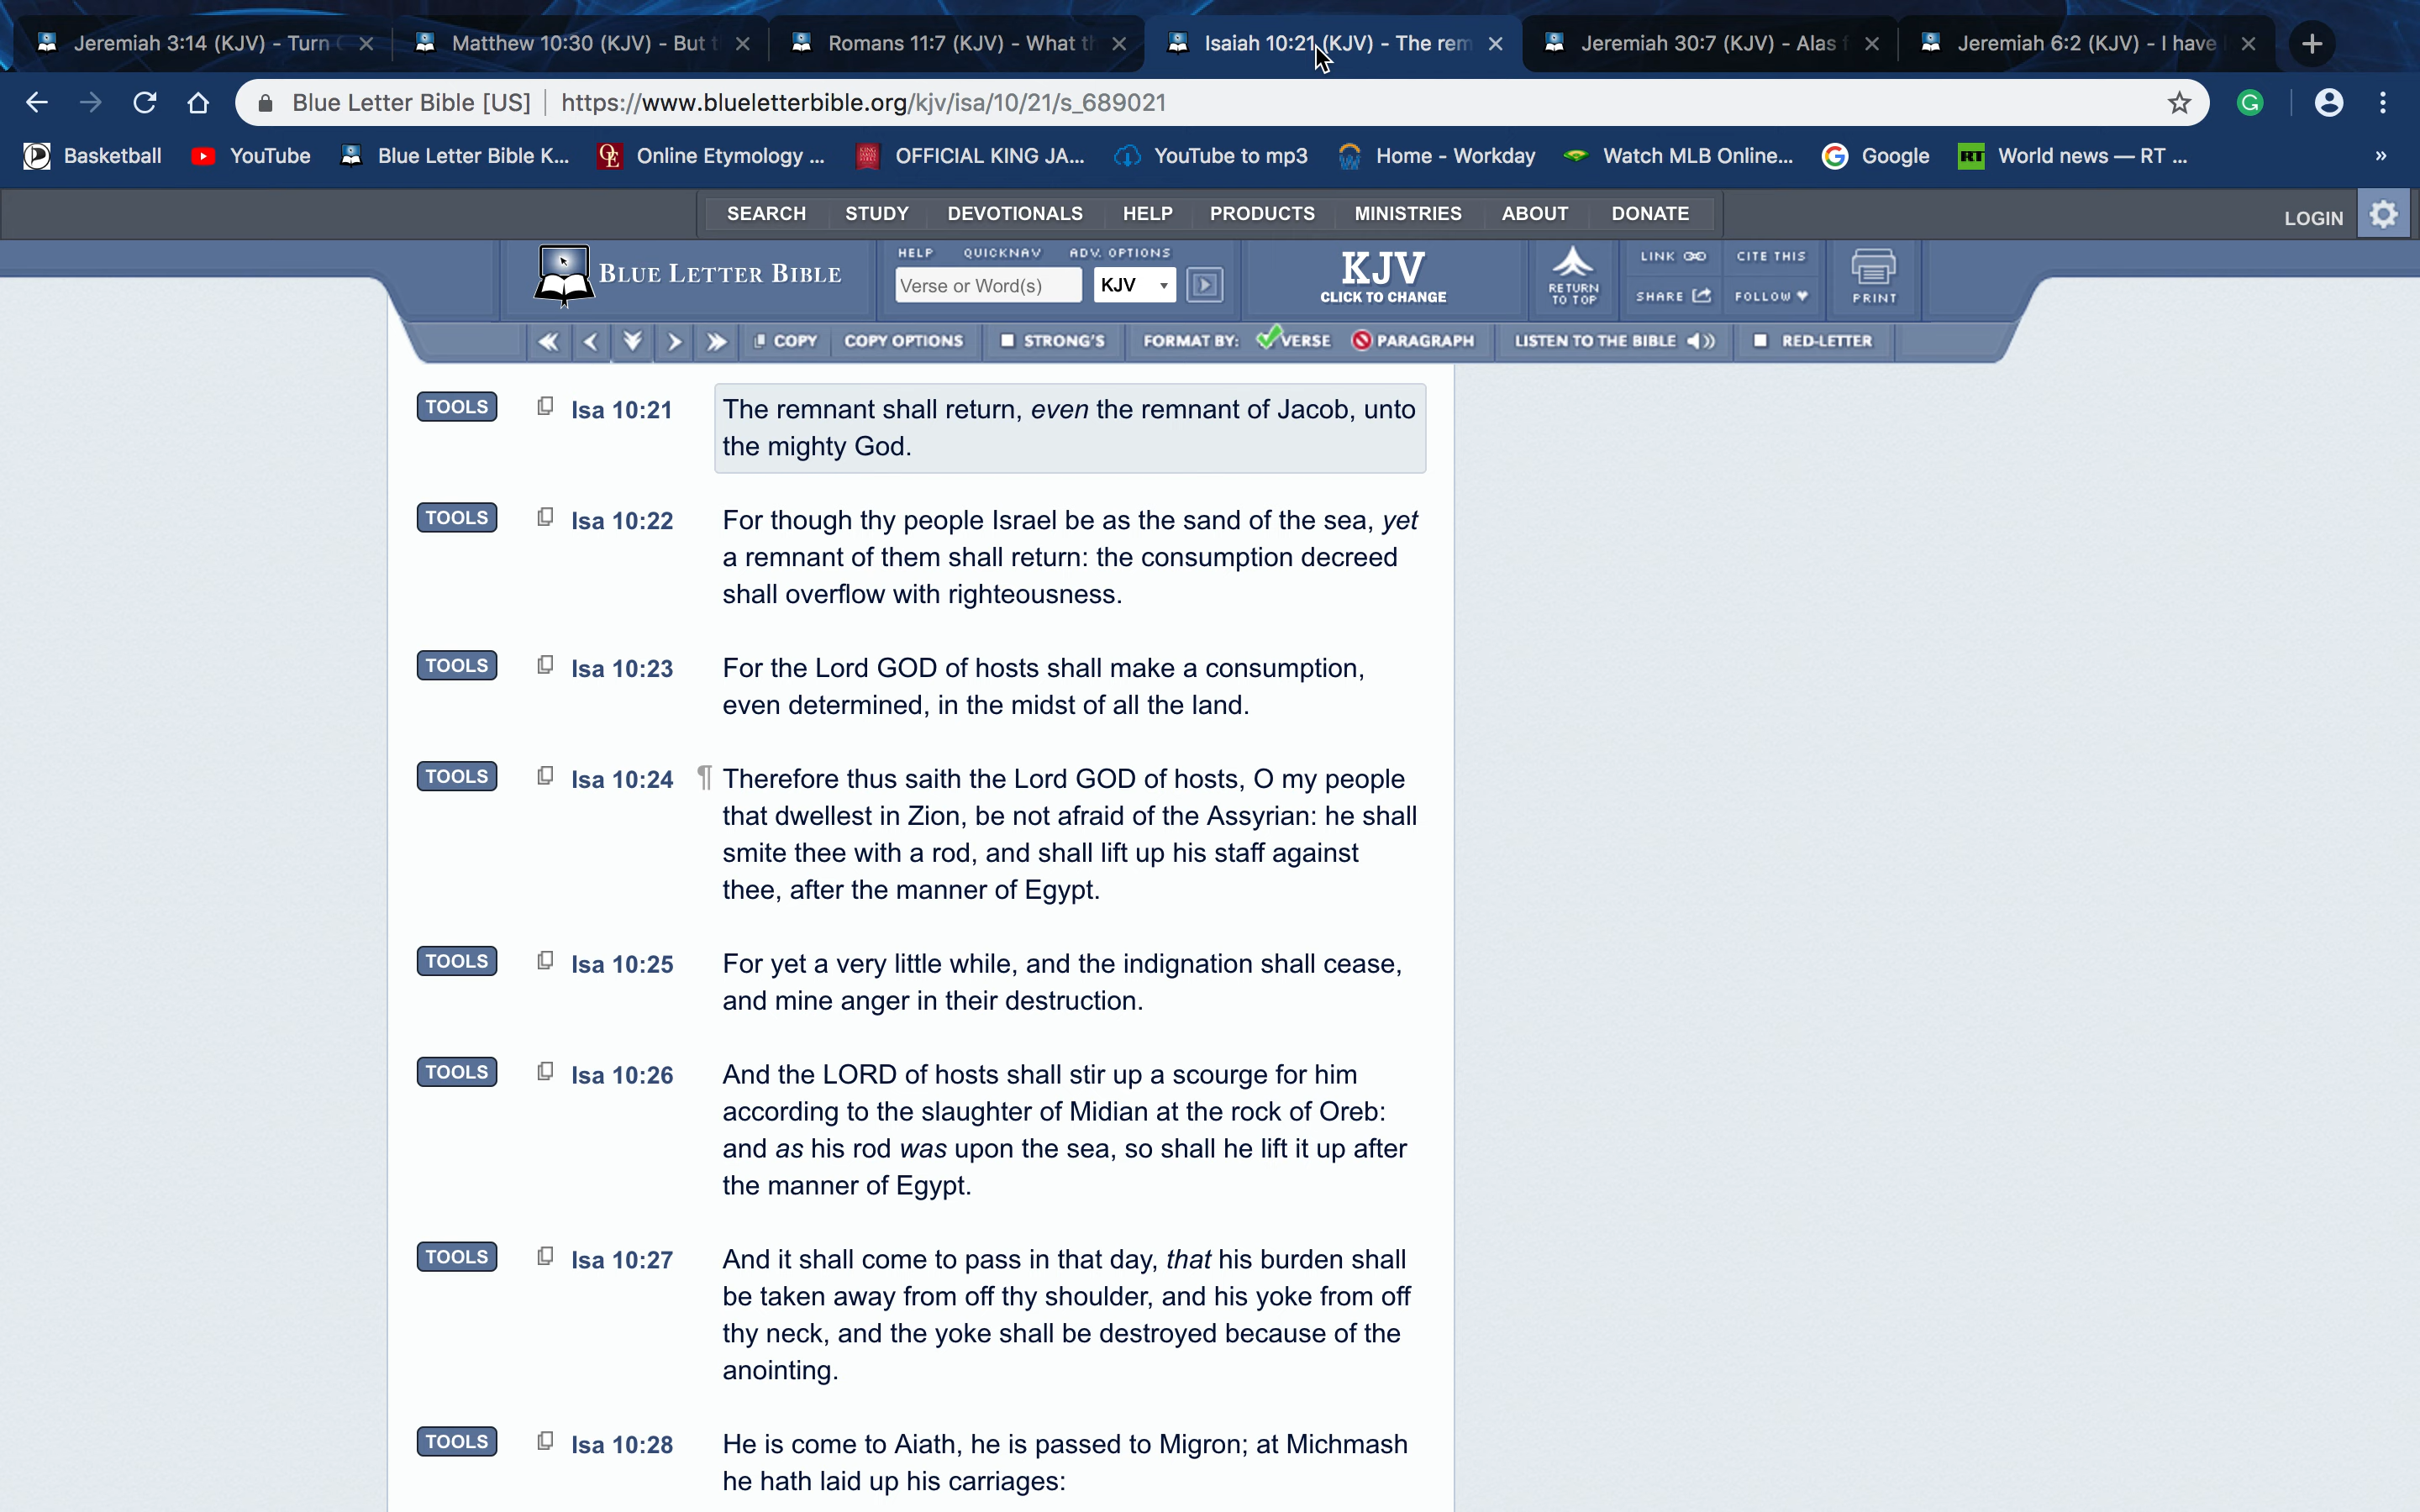 Jeremiah 3:14 (KJV) - Turn
Matthew 10:30 (KJV) - But t
Romans 11:7 (KJV) - What th
Isaiah 10:21 (KJV) - The rem
Jeremiah 30:7 (KJV) - Alas f
Jeremiah 6:2 (KJV) - I have
Blue Letter Bible [US] https://www.blueletterbible.org/kjv/isa/10/21/s_689021
Basketball
YouTube
Blue Letter Bible K...
Online Etymology ...
OFFICIAL KING JA...
YouTube to mp3
Home - Workday
Watch MLB Online...
Google
World news — RT ...
»
SEARCH STUDY DEVOTIONALS HELP PRODUCTS MINISTRIES ABOUT DONATE
LOGIN
BLUE LETTER BIBLE
HELP QUICKNAV ADV. OPTIONS
Verse or Word(s)
KJV
KJV
CLICK TO CHANGE
RETURN
TO TOP
LINK
CITE THIS
SHARE
FOLLOW
PRINT
COPY COPY OPTIONS STRONG'S FORMAT BY: VERSE PARAGRAPH LISTEN TO THE BIBLE RED-LETTER
TOOLS Isa 10:21 The remnant shall return, even the remnant of Jacob, unto
the mighty God.
TOOLS Isa 10:22 For though thy people Israel be as the sand of the sea, yet
a remnant of them shall return: the consumption decreed
shall overflow with righteousness.
TOOLS Isa 10:23 For the Lord GOD of hosts shall make a consumption,
even determined, in the midst of all the land.
TOOLS Isa 10:24 ¶ Therefore thus saith the Lord GOD of hosts, O my people
that dwellest in Zion, be not afraid of the Assyrian: he shall
smite thee with a rod, and shall lift up his staff against
thee, after the manner of Egypt.
TOOLS Isa 10:25 For yet a very little while, and the indignation shall cease,
and mine anger in their destruction.
TOOLS Isa 10:26 And the LORD of hosts shall stir up a scourge for him
according to the slaughter of Midian at the rock of Oreb:
and as his rod was upon the sea, so shall he lift it up after
the manner of Egypt.
TOOLS Isa 10:27 And it shall come to pass in that day, that his burden shall
be taken away from off thy shoulder, and his yoke from off
thy neck, and the yoke shall be destroyed because of the
anointing.
TOOLS Isa 10:28 He is come to Aiath, he is passed to Migron; at Michmash
he hath laid up his carriages: